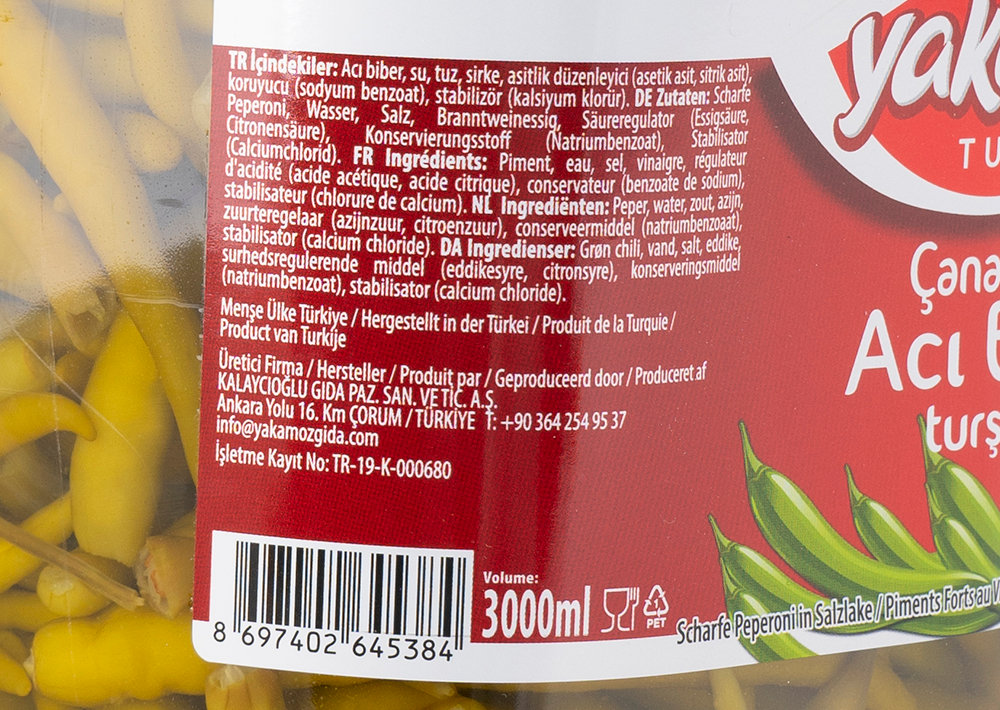 TR İçindekiler: Acı biber, su, tuz, sirke, asitlik düzenleyici (asetik asit, sitrik asit),
koruyucu (sodyum benzoat), stabilizör (kalsiyum klorür). DE Zutaten: Scharfe
Peperoni, Wasser, Salz, Branntweinessig, Säureregulator (Essigsäure,
Citronensäure), Konservierungsstoff (Natriumbenzoat), Stabilisator
(Calciumchlorid). FR Ingrédients: Piment, eau, sel, vinaigre, régulateur
d'acidité (acide acétique, acide citrique), conservateur (benzoate de sodium),
stabilisateur (chlorure de calcium). NL Ingrediënten: Peper, water, zout, azijn,
zuurteregelaar (azijnzuur, citroenzuur), conserveermiddel (natriumbenzoaat),
stabilisator (calcium chloride). DA Ingredienser: Grøn chili, vand, salt, eddike,
surhedsregulerende middel (eddikesyre, citronsyre), konserveringsmiddel
(natriumbenzoat), stabilisator (calcium chloride).
Menşe Ülke Türkiye / Hergestellt in der Türkei / Produit de la Turquie /
Product van Turkije
Üretici Firma / Hersteller / Produit par / Geproduceerd door / Produceret af
KALAYCIOĞLU GIDA PAZ. SAN. VE TİC. A.Ş.
Ankara Yolu 16. Km ÇORUM / TÜRKİYE T: +90 364 254 95 37
info@yakamozgida.com
İşletme Kayıt No: TR-19-K-000680
8 697402 645384
Volume:
3000ml
1
PET
yak
TU
Çana
Acı
turş
Scharfe Peperoni in Salzlake / Piments Forts au